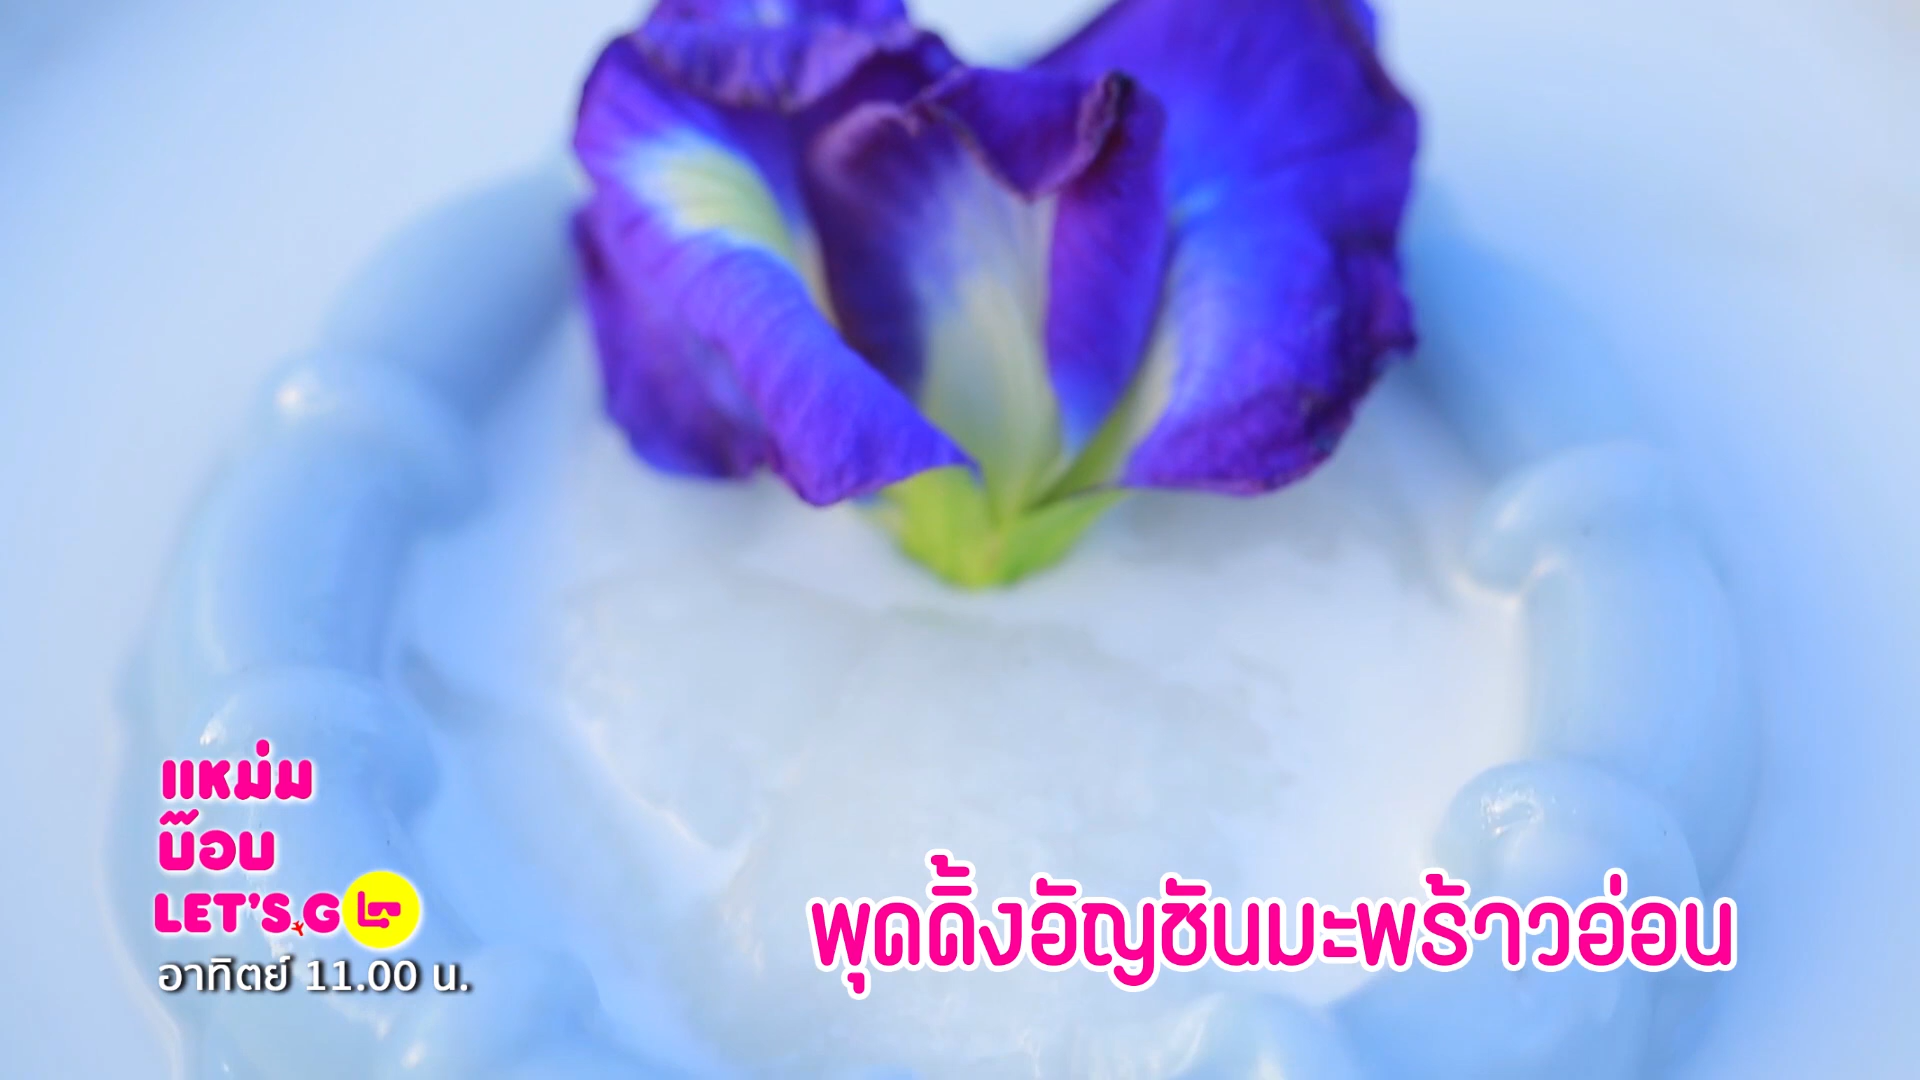 แหม่ม
บ๊อบ
LET'S GO
อาทิตย์ 11.00 น.
พุดดิ้งอัญชันมะพร้าวอ่อน